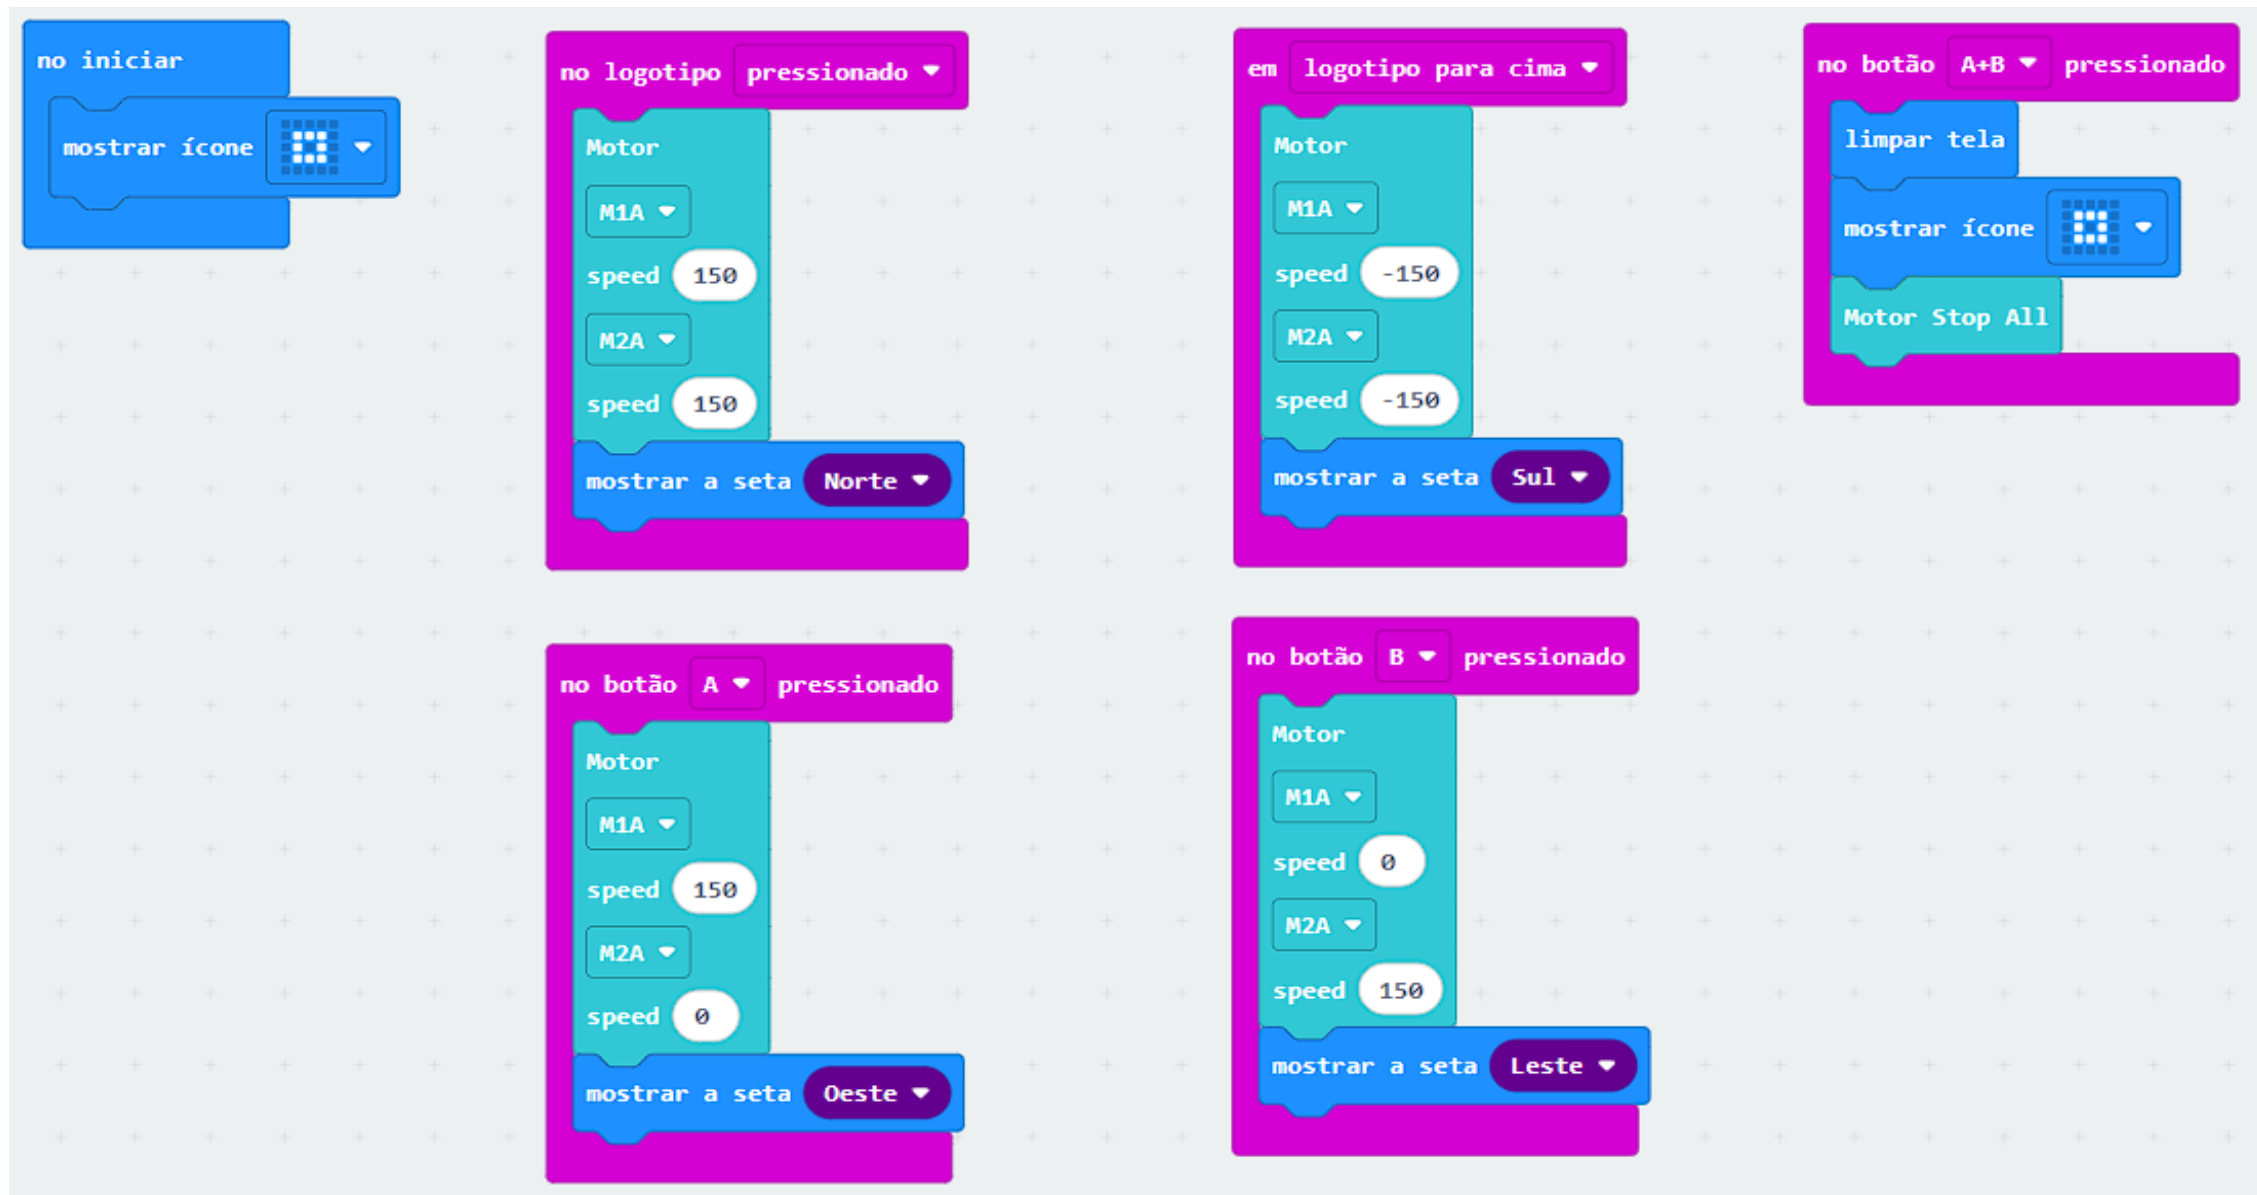 no iniciar
mostrar ícone
no logotipo pressionado
Motor
M1A
speed 150
M2A
speed 150
mostrar a seta Norte
em logotipo para cima
Motor
M1A
speed -150
M2A
speed -150
mostrar a seta Sul
no botão A+B pressionado
limpar tela
mostrar ícone
Motor Stop All
no botão A pressionado
Motor
M1A
speed 150
M2A
speed 0
mostrar a seta Oeste
no botão B pressionado
Motor
M1A
speed 0
M2A
speed 150
mostrar a seta Leste